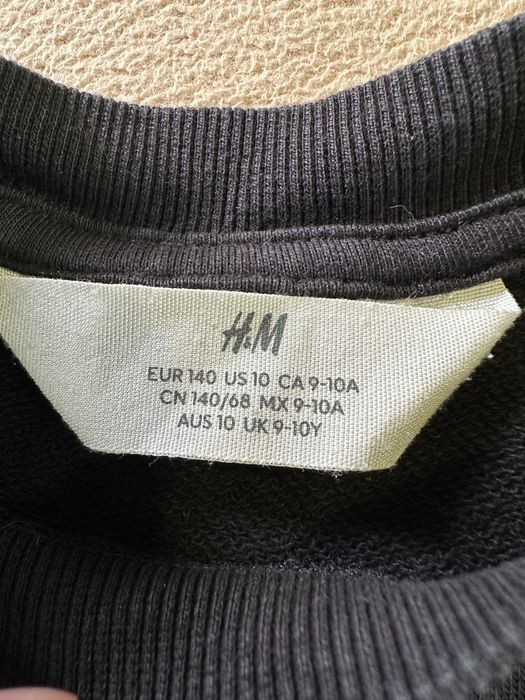 H&M
EUR 140 US 10 CA 9-10A
CN 140/68 MX 9-10A
AUS 10 UK 9-10Y